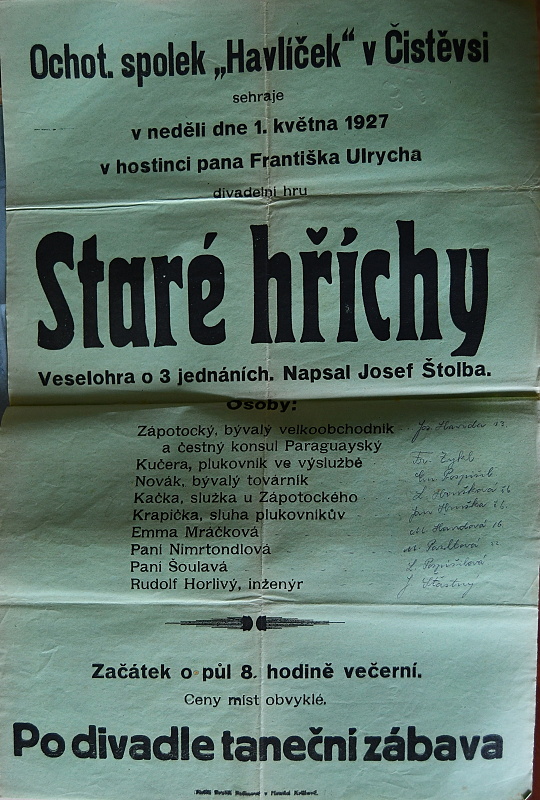 Ochot. spolek „Havlíček“ v Čistěvsi
sehraje
v neděli dne 1. května 1927
v hostinci pana Františka Ulrycha
divadelní hru
Staré hříchy
Veselohra o 3 jednáních. Napsal Josef Štolba.
Osoby:
Zápotocký, bývalý velkoobchodník
a čestný konsul Paraguayský
Kučera, plukovník ve výslužbě
Novák, bývalý továrník
Kačka, služka u Zápotockého
Krapička, sluha plukovníkův
Emma Mráčková
Paní Nimrtondlová
Paní Šoulavá
Rudolf Horlivý, inženýr J. Šťastný
Začátek o půl 8. hodině večerní.
Ceny míst obvyklé.
Po divadle taneční zábava